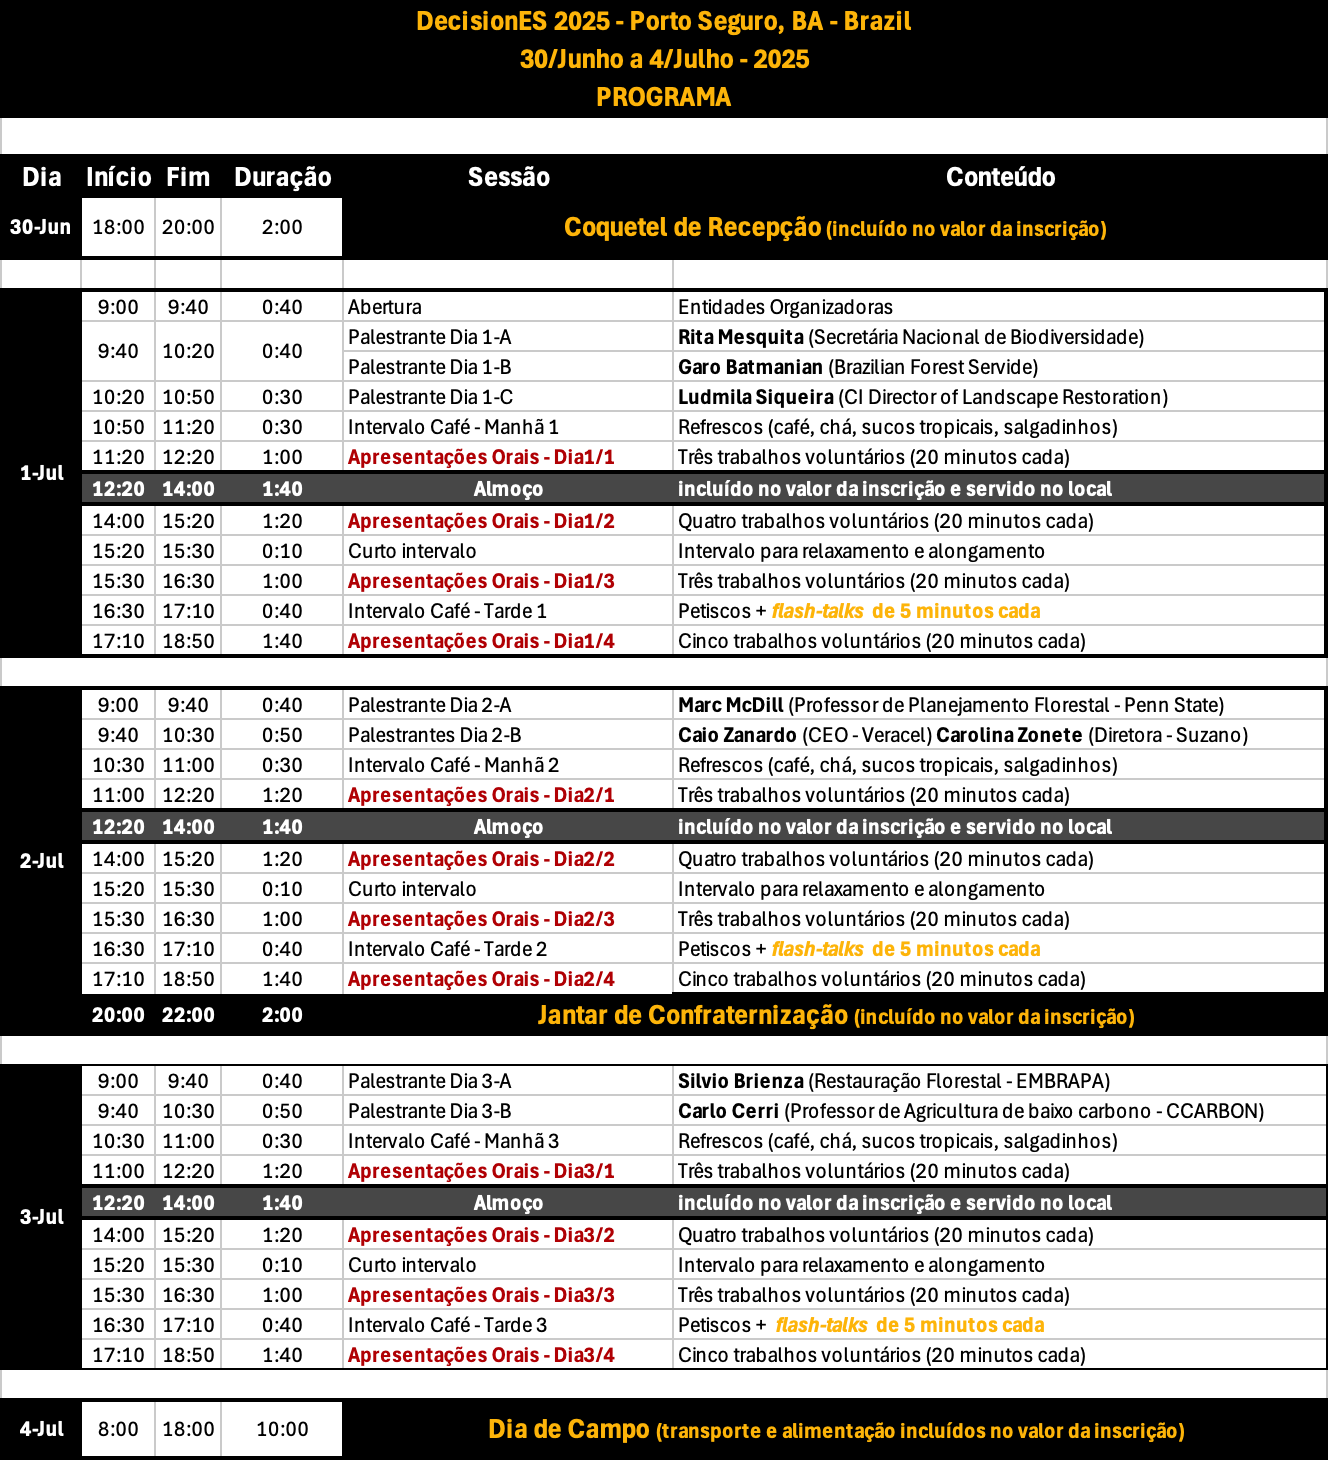 DecisionES 2025 - Porto Seguro, BA - Brazil
30/Junho a 4/Julho - 2025
PROGRAMA
Dia Início Fim Duração Sessão Conteúdo
30-Jun 18:00 20:00 2:00 Coquetel de Recepção (incluído no valor da inscrição)
9:00 9:40 0:40 Abertura Entidades Organizadoras
9:40 10:20 0:40 Palestrante Dia 1-A Rita Mesquita (Secretária Nacional de Biodiversidade)
Palestrante Dia 1-B Garo Batmanian (Brazilian Forest Servide)
10:20 10:50 0:30 Palestrante Dia 1-C Ludmila Siqueira (CI Director of Landscape Restoration)
10:50 11:20 0:30 Intervalo Café - Manhã 1 Refrescos (café, chá, sucos tropicais, salgadinhos)
11:20 12:20 1:00 Apresentações Orais - Dia1/1 Três trabalhos voluntários (20 minutos cada)
1-Jul
12:20 14:00 1:40 Almoço incluído no valor da inscrição e servido no local
14:00 15:20 1:20 Apresentações Orais - Dia1/2 Quatro trabalhos voluntários (20 minutos cada)
15:20 15:30 0:10 Curto intervalo Intervalo para relaxamento e alongamento
15:30 16:30 1:00 Apresentações Orais - Dia1/3 Três trabalhos voluntários (20 minutos cada)
16:30 17:10 0:40 Intervalo Café - Tarde 1 Petiscos + flash-talks de 5 minutos cada
17:10 18:50 1:40 Apresentações Orais - Dia1/4 Cinco trabalhos voluntários (20 minutos cada)
9:00 9:40 0:40 Palestrante Dia 2-A Marc McDill (Professor de Planejamento Florestal - Penn State)
9:40 10:30 0:50 Palestrantes Dia 2-B Caio Zanardo (CEO - Veracel) Carolina Zonete (Diretora - Suzano)
10:30 11:00 0:30 Intervalo Café - Manhã 2 Refrescos (café, chá, sucos tropicais, salgadinhos)
11:00 12:20 1:20 Apresentações Orais - Dia2/1 Três trabalhos voluntários (20 minutos cada)
12:20 14:00 1:40 Almoço incluído no valor da inscrição e servido no local
2-Jul
14:00 15:20 1:20 Apresentações Orais - Dia2/2 Quatro trabalhos voluntários (20 minutos cada)
15:20 15:30 0:10 Curto intervalo Intervalo para relaxamento e alongamento
15:30 16:30 1:00 Apresentações Orais - Dia2/3 Três trabalhos voluntários (20 minutos cada)
16:30 17:10 0:40 Intervalo Café - Tarde 2 Petiscos + flash-talks de 5 minutos cada
17:10 18:50 1:40 Apresentações Orais - Dia2/4 Cinco trabalhos voluntários (20 minutos cada)
20:00 22:00 2:00 Jantar de Confraternização (incluído no valor da inscrição)
9:00 9:40 0:40 Palestrante Dia 3-A Silvio Brienza (Restauração Florestal - EMBRAPA)
9:40 10:30 0:50 Palestrante Dia 3-B Carlo Cerri (Professor de Agricultura de baixo carbono - CCARBON)
10:30 11:00 0:30 Intervalo Café - Manhã 3 Refrescos (café, chá, sucos tropicais, salgadinhos)
11:00 12:20 1:20 Apresentações Orais - Dia3/1 Três trabalhos voluntários (20 minutos cada)
12:20 14:00 1:40 Almoço incluído no valor da inscrição e servido no local
3-Jul
14:00 15:20 1:20 Apresentações Orais - Dia3/2 Quatro trabalhos voluntários (20 minutos cada)
15:20 15:30 0:10 Curto intervalo Intervalo para relaxamento e alongamento
15:30 16:30 1:00 Apresentações Orais - Dia3/3 Três trabalhos voluntários (20 minutos cada)
16:30 17:10 0:40 Intervalo Café - Tarde 3 Petiscos + flash-talks de 5 minutos cada
17:10 18:50 1:40 Apresentações Orais - Dia3/4 Cinco trabalhos voluntários (20 minutos cada)
4-Jul 8:00 18:00 10:00 Dia de Campo (transporte e alimentação incluídos no valor da inscrição)